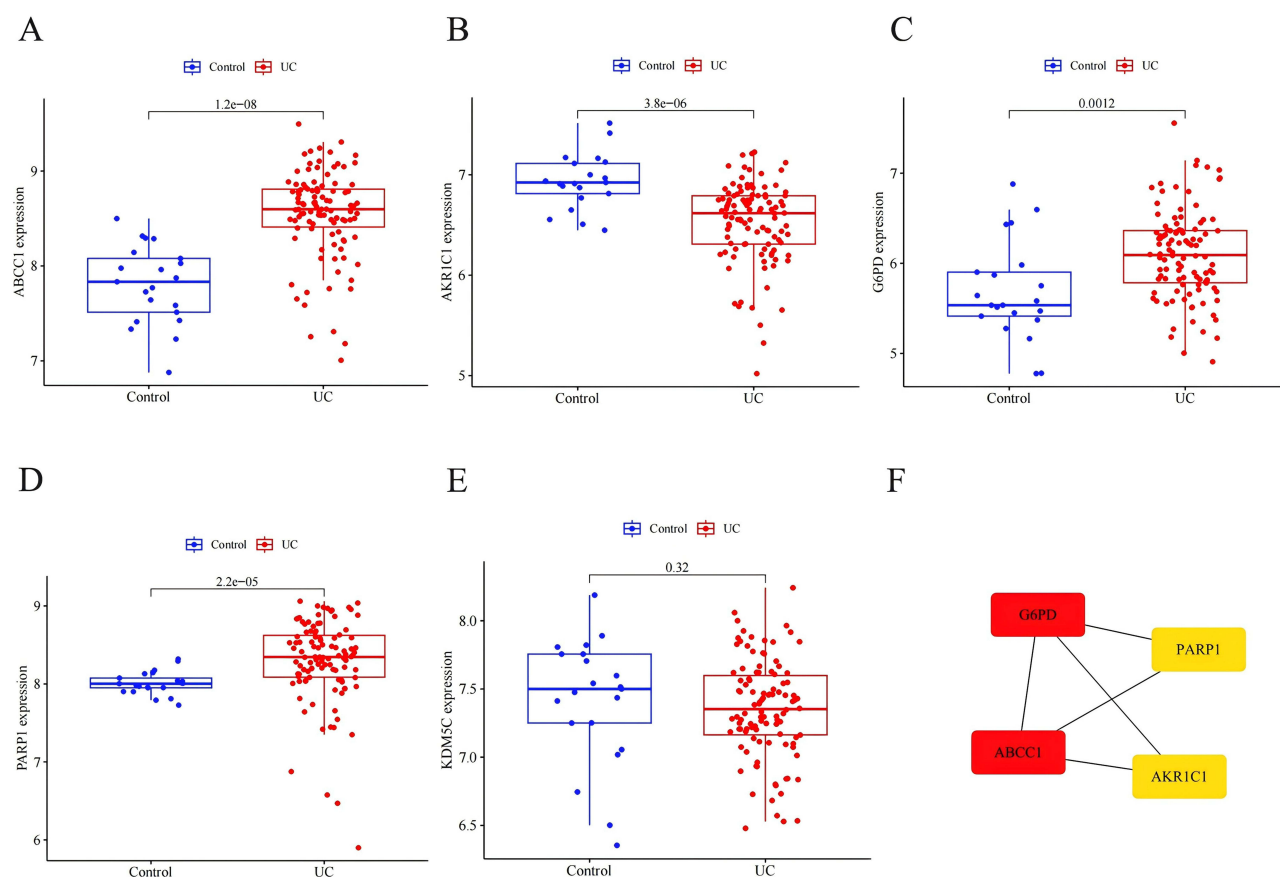 A
Control UC
1.2e−08
ABCC1 expression
9
8
7
Control UC
B
Control UC
3.8e−06
AKR1C1 expression
7
6
5
Control UC
C
Control UC
0.0012
G6PD expression
7
6
5
Control UC
D
Control UC
2.2e−05
PARP1 expression
9
8
7
6
Control UC
E
Control UC
0.32
KDM5C expression
8.0
7.5
7.0
6.5
Control UC
F
G6PD
PARP1
ABCC1
AKR1C1